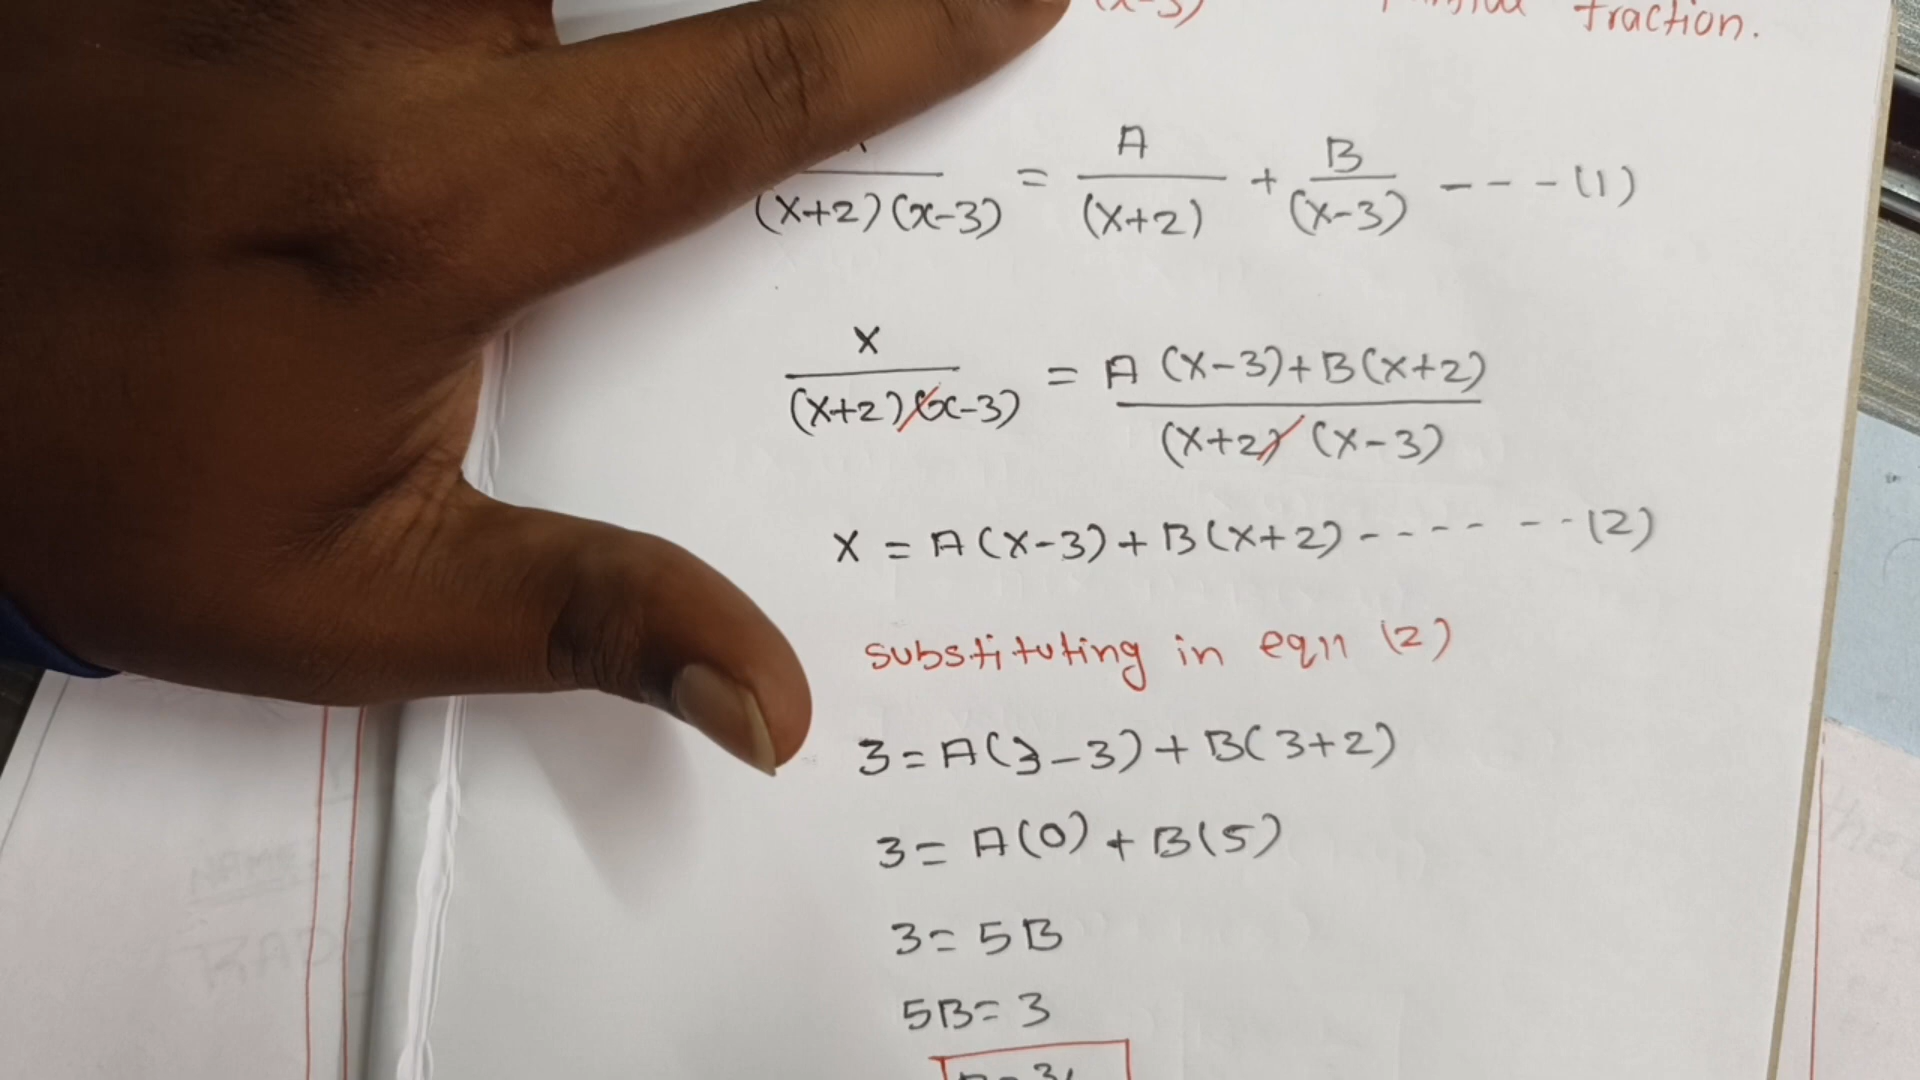 (x-3) fraction.
(x+2)(x-3) = A/(x+2) + B/(x-3) ---(1)
x/(x+2)(x-3) = A(x-3)+B(x+2)/(x+2)(x-3)
x = A(x-3)+B(x+2)------(2)
substituting in eqn (2)
3=A(3-3)+B(3+2)
3=A(0)+B(5)
3=5B
5B=3